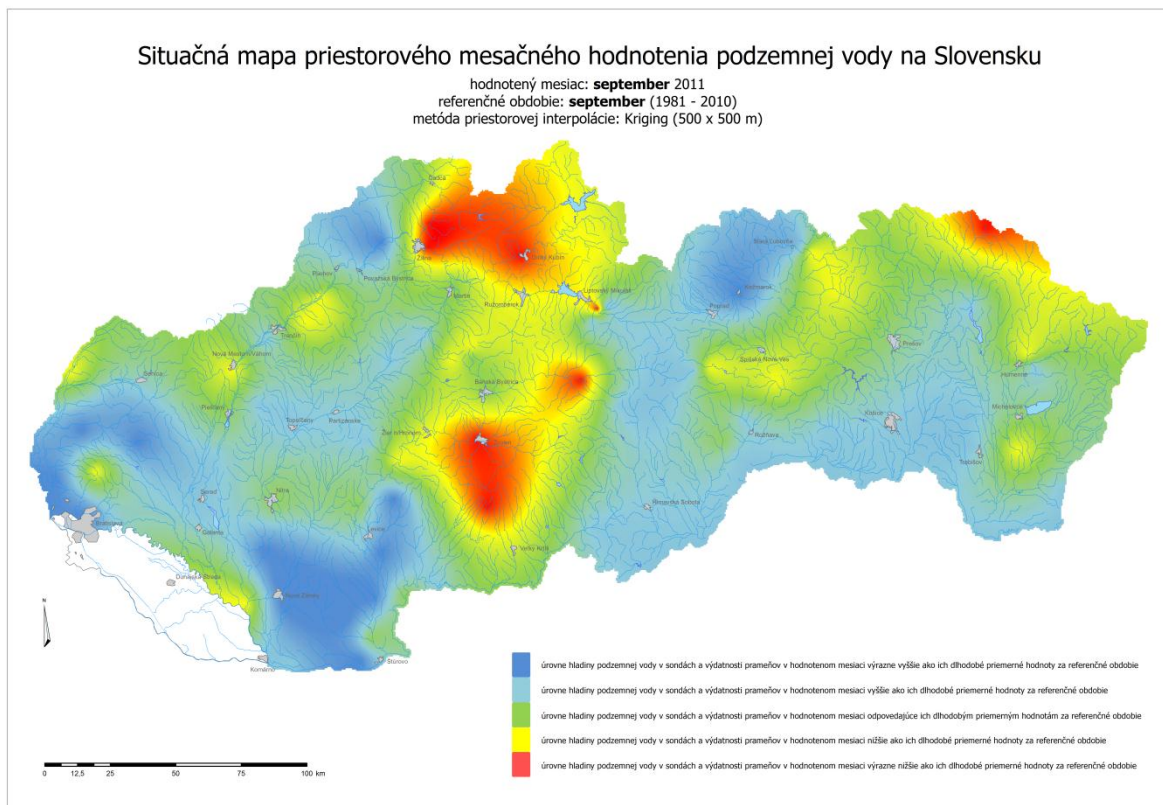 Situačná mapa priestorového mesačného hodnotenia podzemnej vody na Slovensku
hodnotený mesiac: september 2011
referenčné obdobie: september (1981 - 2010)
metóda priestorovej interpolácie: Kriging (500 x 500 m)
Čadca
Stará Ľubovňa
Žilina
Dolný Kubín
Púchov
Považská Bystrica
Martin
Ružomberok
Liptovský Mikuláš
Kežmarok
Poprad
Trenčín
Prešov
Nové Mesto n/Váhom
Spišská Nová Ves
Senica
Humenné
Banská Bystrica
Piešťany
Topoľčany
Partizánske
Michalovce
Žiar n/Hronom
Zvolen
Košice
Rožňava
Trebišov
Nitra
Sereď
Rimavská Sobota
Bratislava
Galanta
Levice
Veľký Krtíš
Dunajská Streda
Nové Zámky
N
Komárno
Štúrovo
úrovne hladiny podzemnej vody v sondách a výdatnosti prameňov v hodnotenom mesiaci výrazne vyššie ako ich dlhodobé priemerné hodnoty za referenčné obdobie
úrovne hladiny podzemnej vody v sondách a výdatnosti prameňov v hodnotenom mesiaci vyššie ako ich dlhodobé priemerné hodnoty za referenčné obdobie
úrovne hladiny podzemnej vody v sondách a výdatnosti prameňov v hodnotenom mesiaci odpovedajúce ich dlhodobým priemerným hodnotám za referenčné obdobie
úrovne hladiny podzemnej vody v sondách a výdatnosti prameňov v hodnotenom mesiaci nižšie ako ich dlhodobé priemerné hodnoty za referenčné obdobie
úrovne hladiny podzemnej vody v sondách a výdatnosti prameňov v hodnotenom mesiaci výrazne nižšie ako ich dlhodobé priemerné hodnoty za referenčné obdobie
0 12,5 25 50 75 100 km